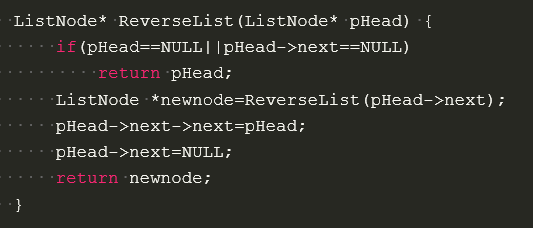 ListNode* ReverseList(ListNode* pHead) {
if(pHead==NULL||pHead->next==NULL)
return pHead;
ListNode *newnode=ReverseList(pHead->next);
pHead->next->next=pHead;
pHead->next=NULL;
return newnode;
}